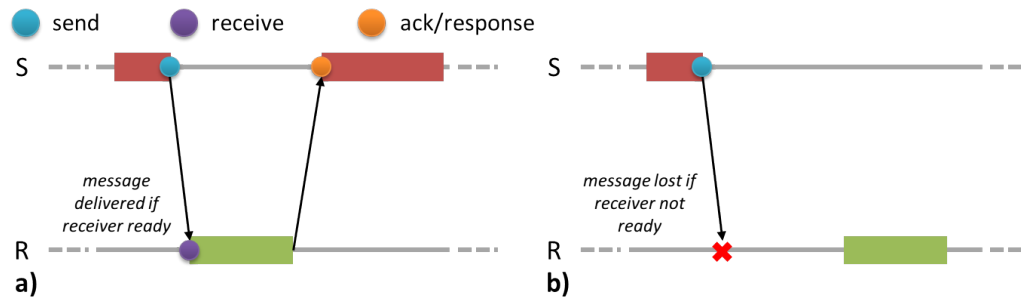 send receive ack/response
S
message
delivered if
receiver ready
R
a)
S
message lost if
receiver not
ready
R
b)